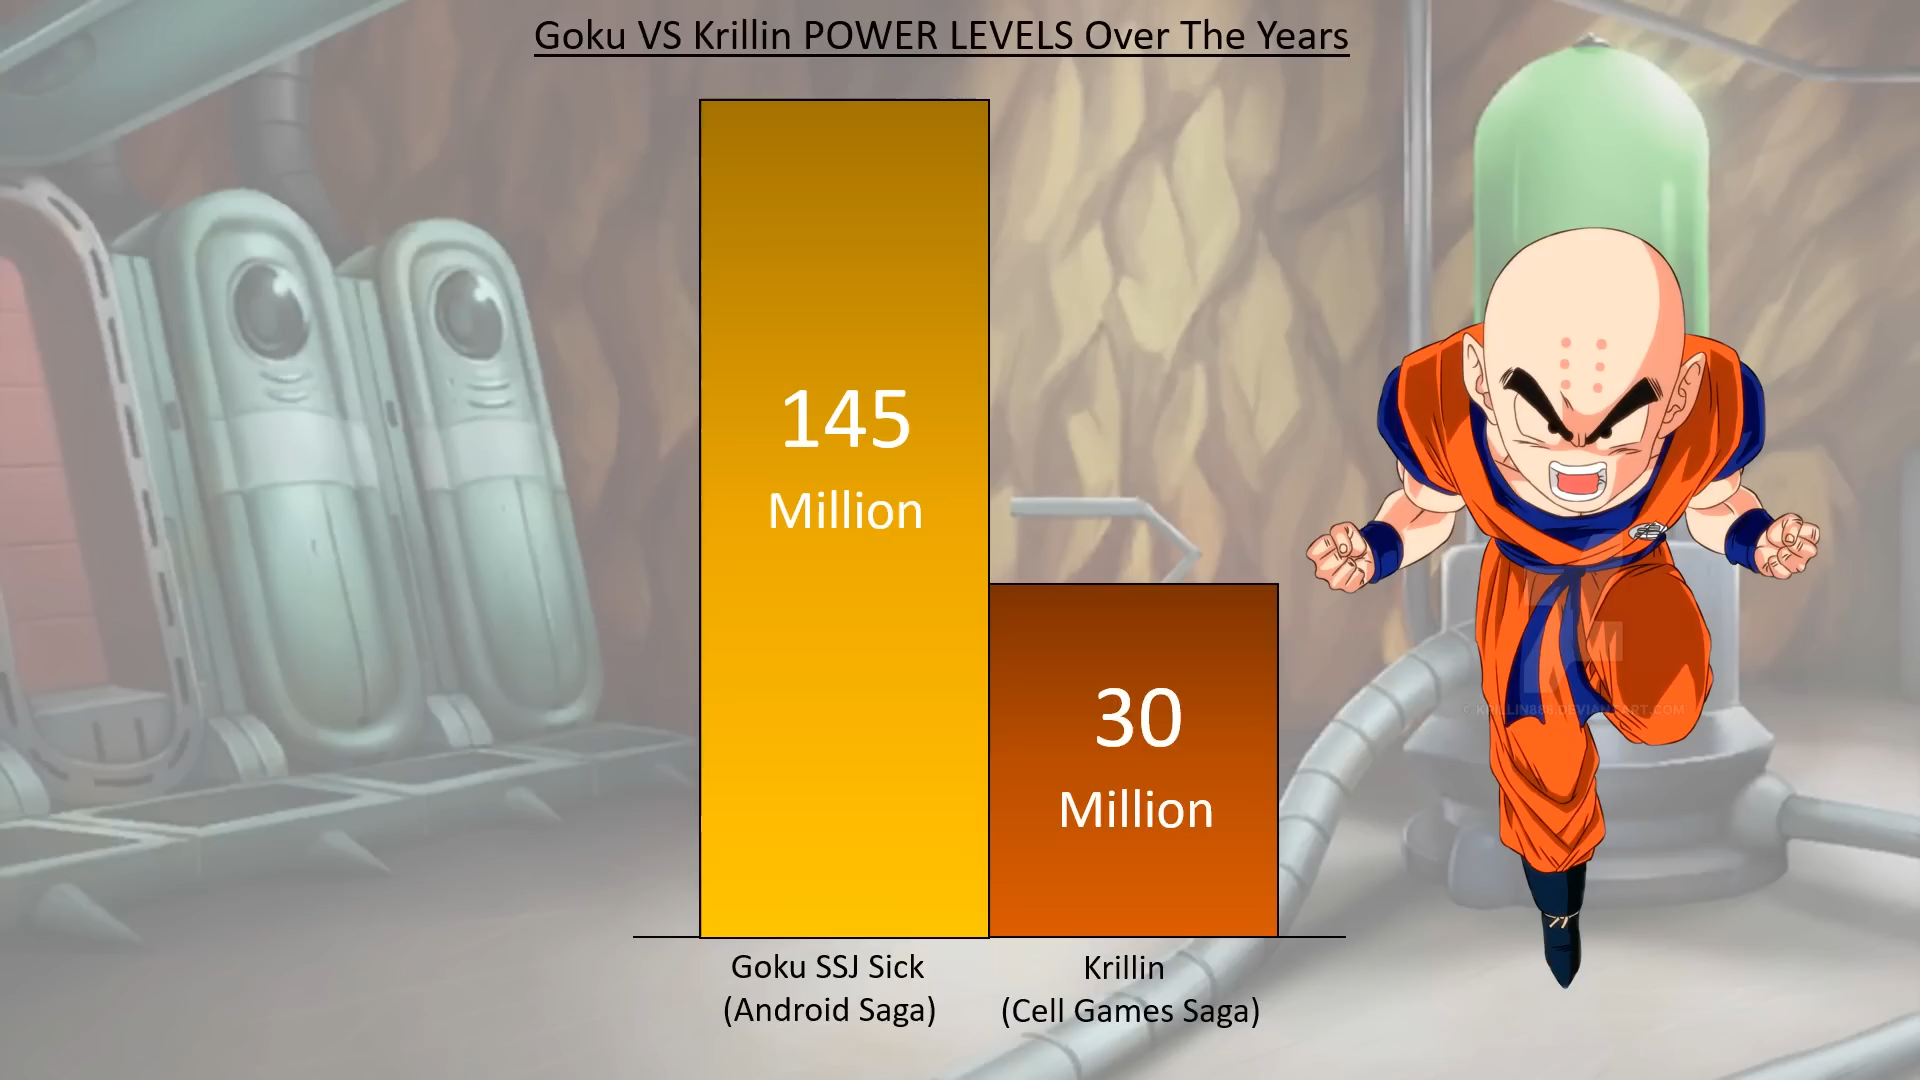 Goku VS Krillin POWER LEVELS Over The Years
145
Million
30
Million
Goku SSJ Sick
(Android Saga)
Krillin
(Cell Games Saga)